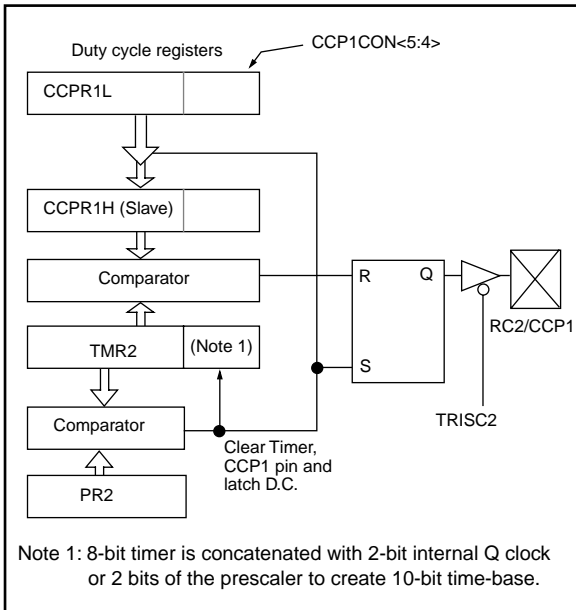 Duty cycle registers
CCP1CON<5:4>
CCPR1L
CCPR1H (Slave)
Comparator
R
Q
RC2/CCP1
TMR2
(Note 1)
S
TRISC2
Comparator
Clear Timer,
CCP1 pin and
latch D.C.
PR2
Note 1: 8-bit timer is concatenated with 2-bit internal Q clock
or 2 bits of the prescaler to create 10-bit time-base.